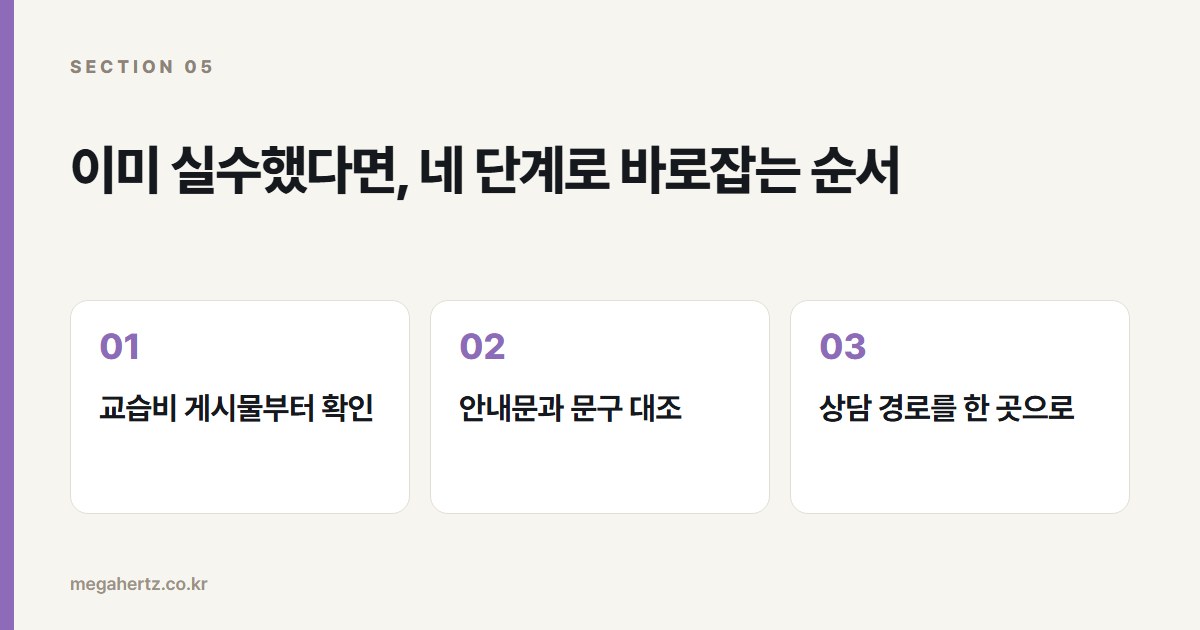 SECTION 05
이미 실수했다면, 네 단계로 바로잡는 순서
01
교습비 게시물부터 확인
02
안내문과 문구 대조
03
상담 경로를 한 곳으로
megahertz.co.kr